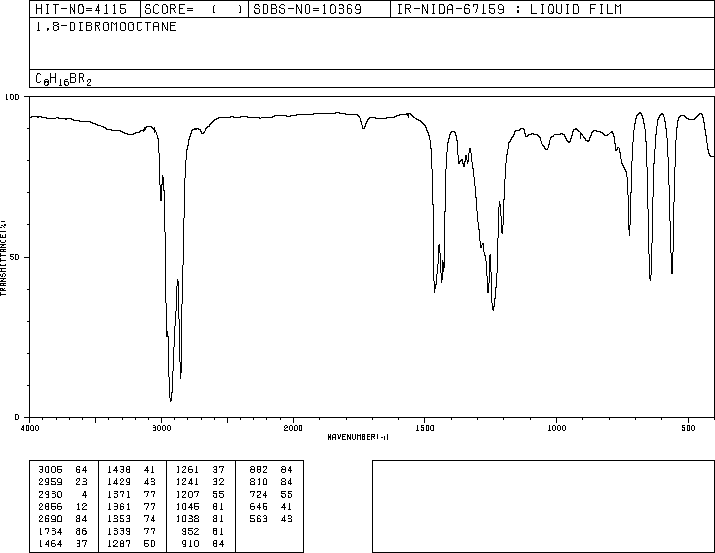 HIT-NO=4115 SCORE= ( ) SDBS-NO=10369 IR-NIDA-67159 : LIQUID FILM
1,8-DIBROMOOCTANE
C8H16BR2
100
50
0
TRANSMITTANCE(%)
4000 3000 2000 1500 1000 500
WAVENUMBER(-1)
3005 64 1438 41 1261 37 882 84
2959 23 1429 43 1241 32 810 84
2930 4 1371 77 1207 55 724 55
2856 12 1361 77 1045 81 645 41
2690 84 1353 74 1038 81 563 43
1734 86 1339 77 952 81
1464 37 1287 50 910 84